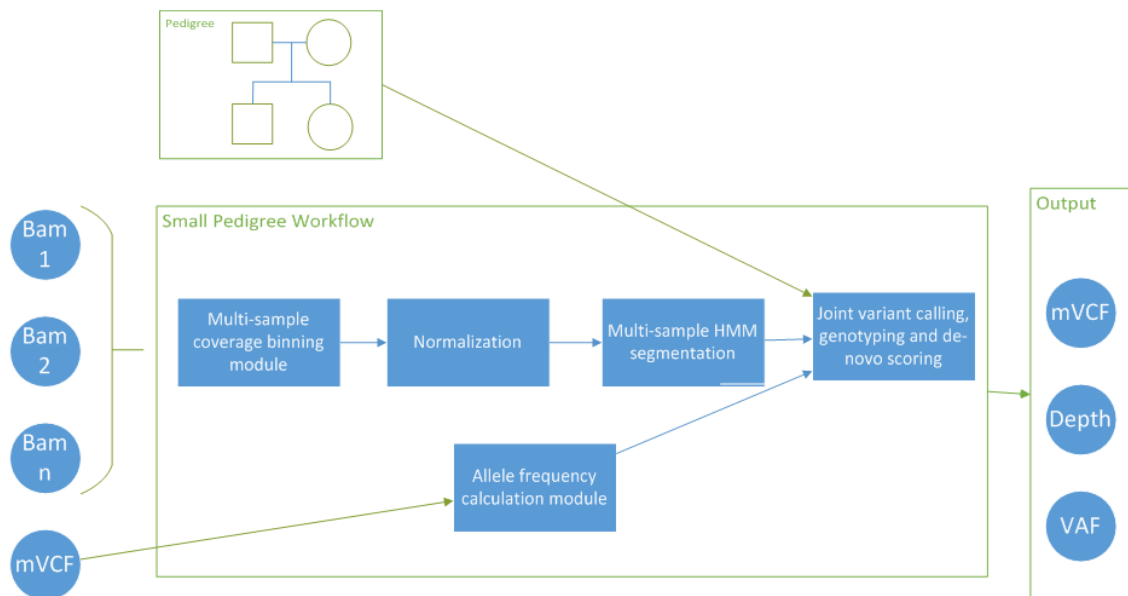 Pedigree
Small Pedigree Workflow
Output
Bam
1
Bam
2
Bam
n
mVCF
Multi-sample
coverage binning
module
Normalization
Multi-sample HMM
segmentation
Joint variant calling,
genotyping and de-
novo scoring
Allele frequency
calculation module
mVCF
Depth
VAF